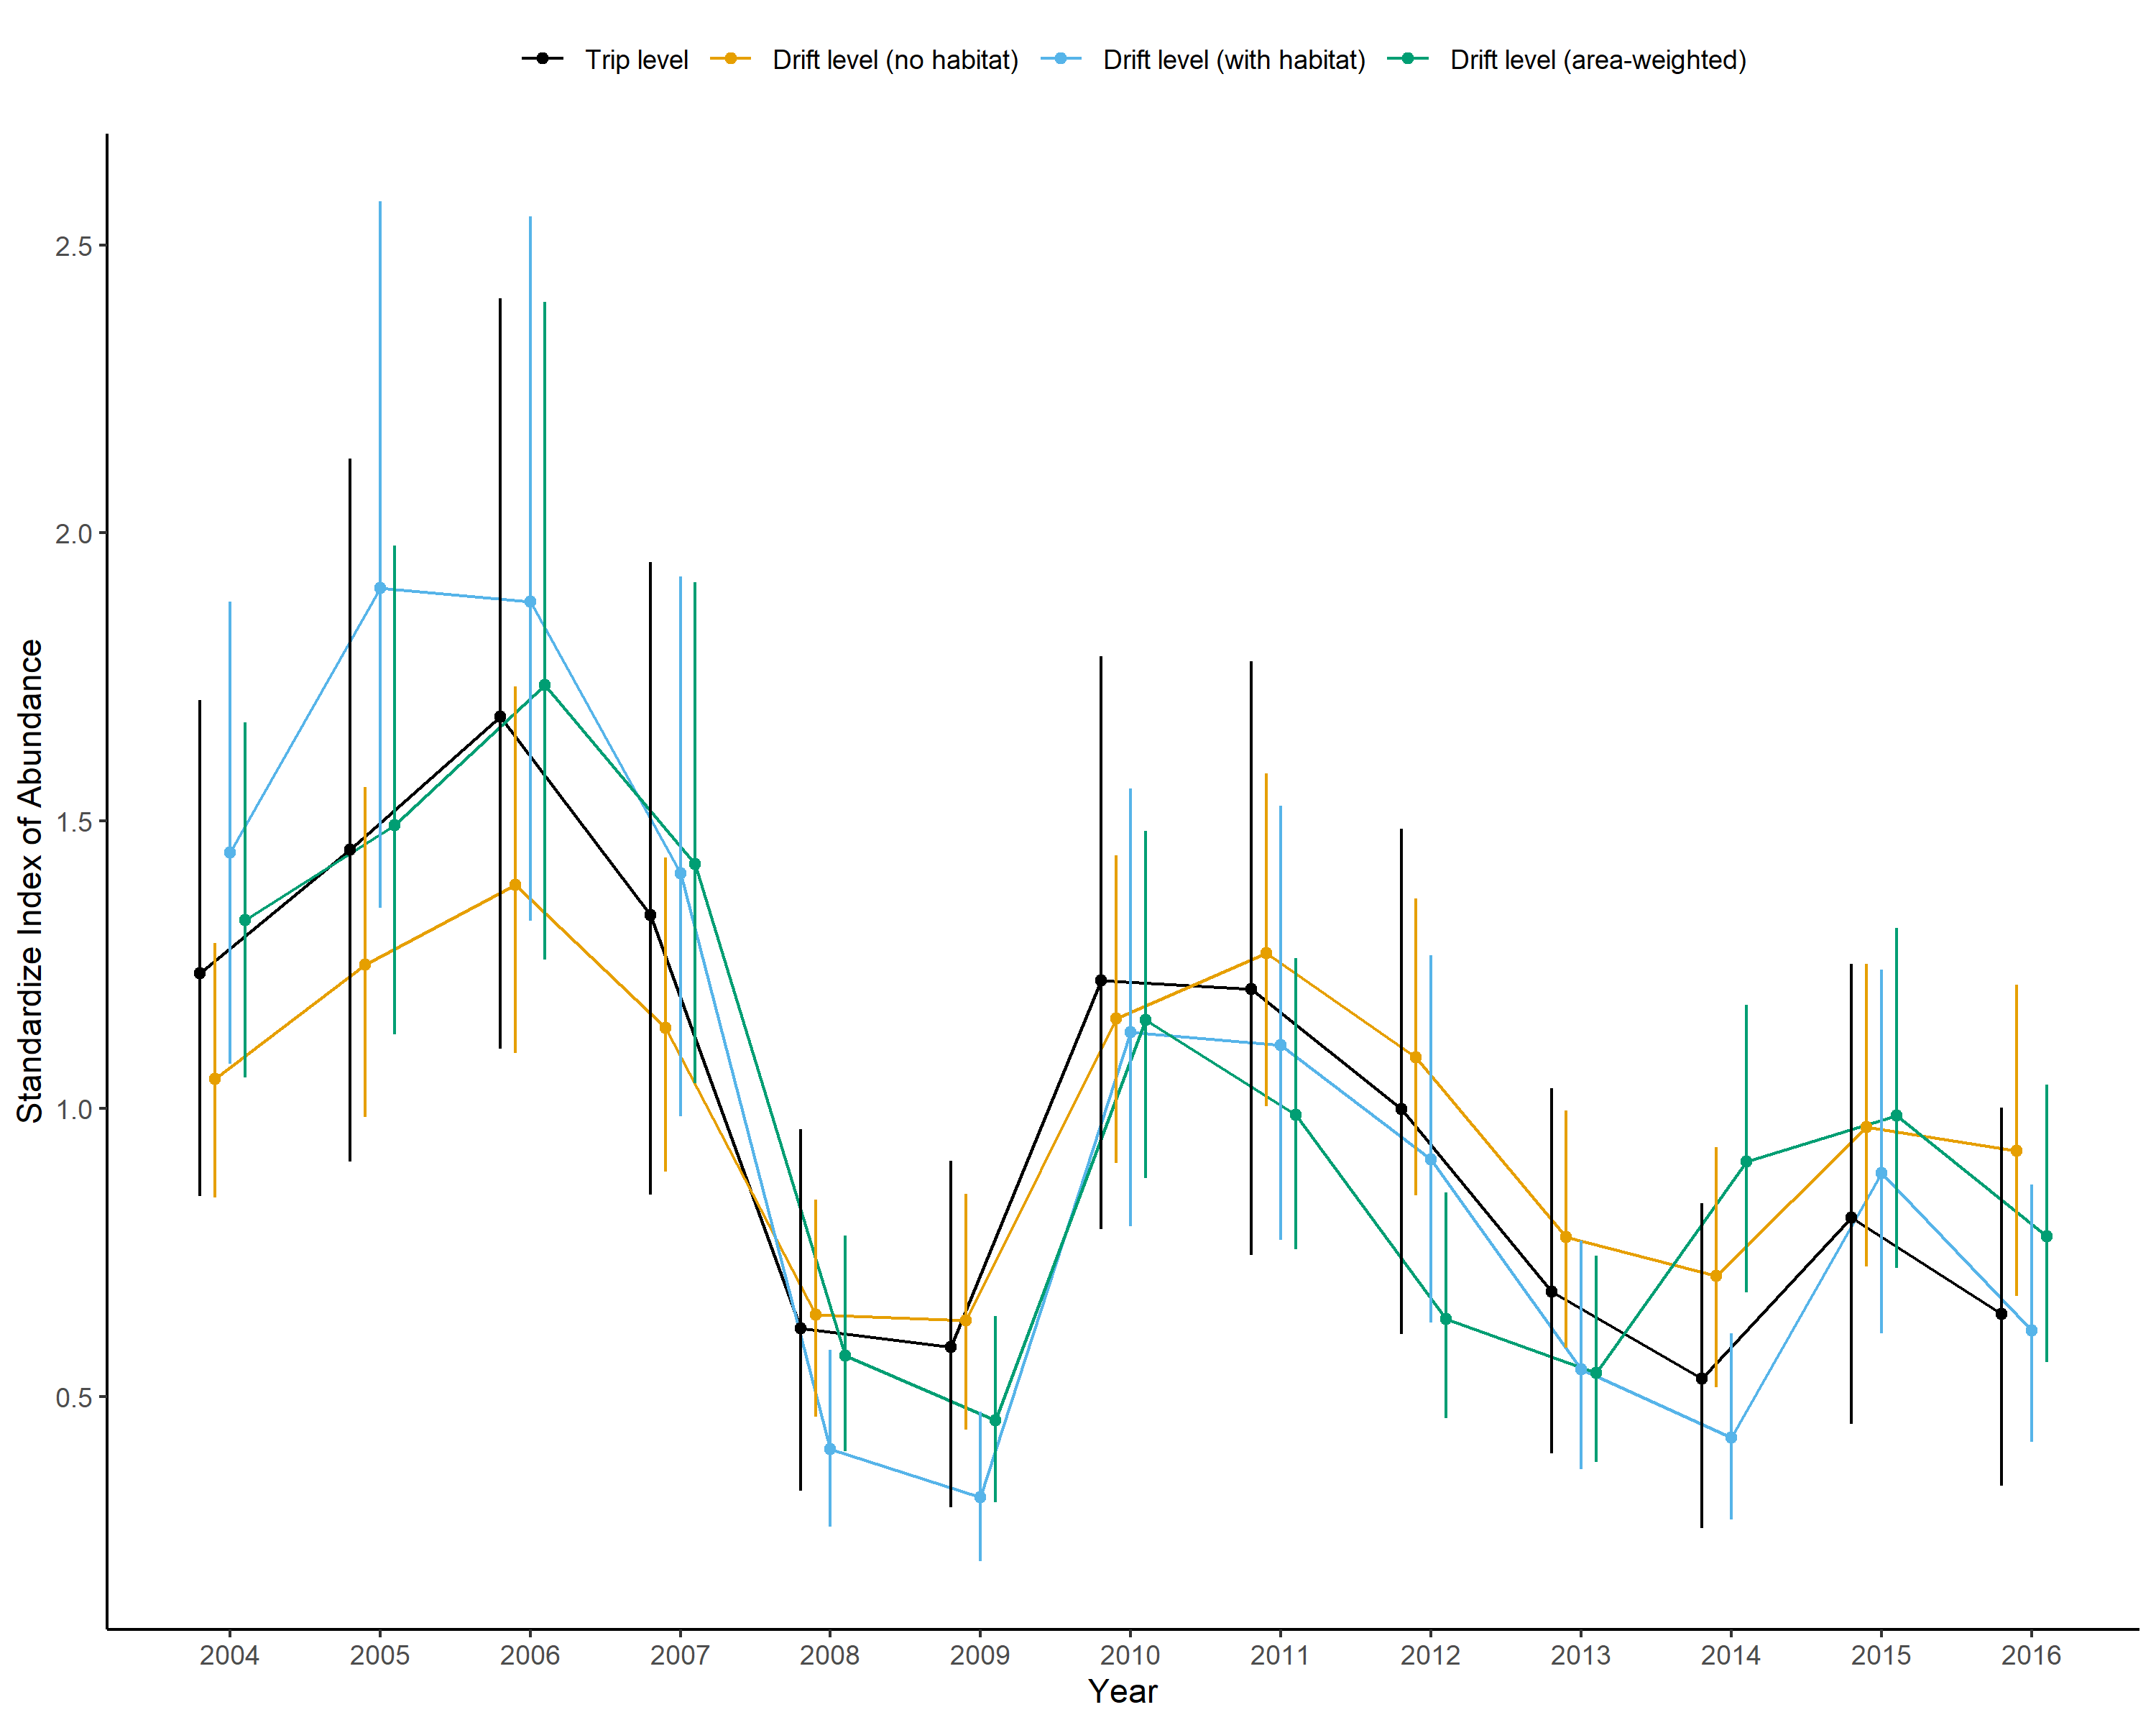 Trip level Drift level (no habitat) Drift level (with habitat) Drift level (area-weighted)
Standardize Index of Abundance
2.5
2.0
1.5
1.0
0.5
2004 2005 2006 2007 2008 2009 2010 2011 2012 2013 2014 2015 2016
Year